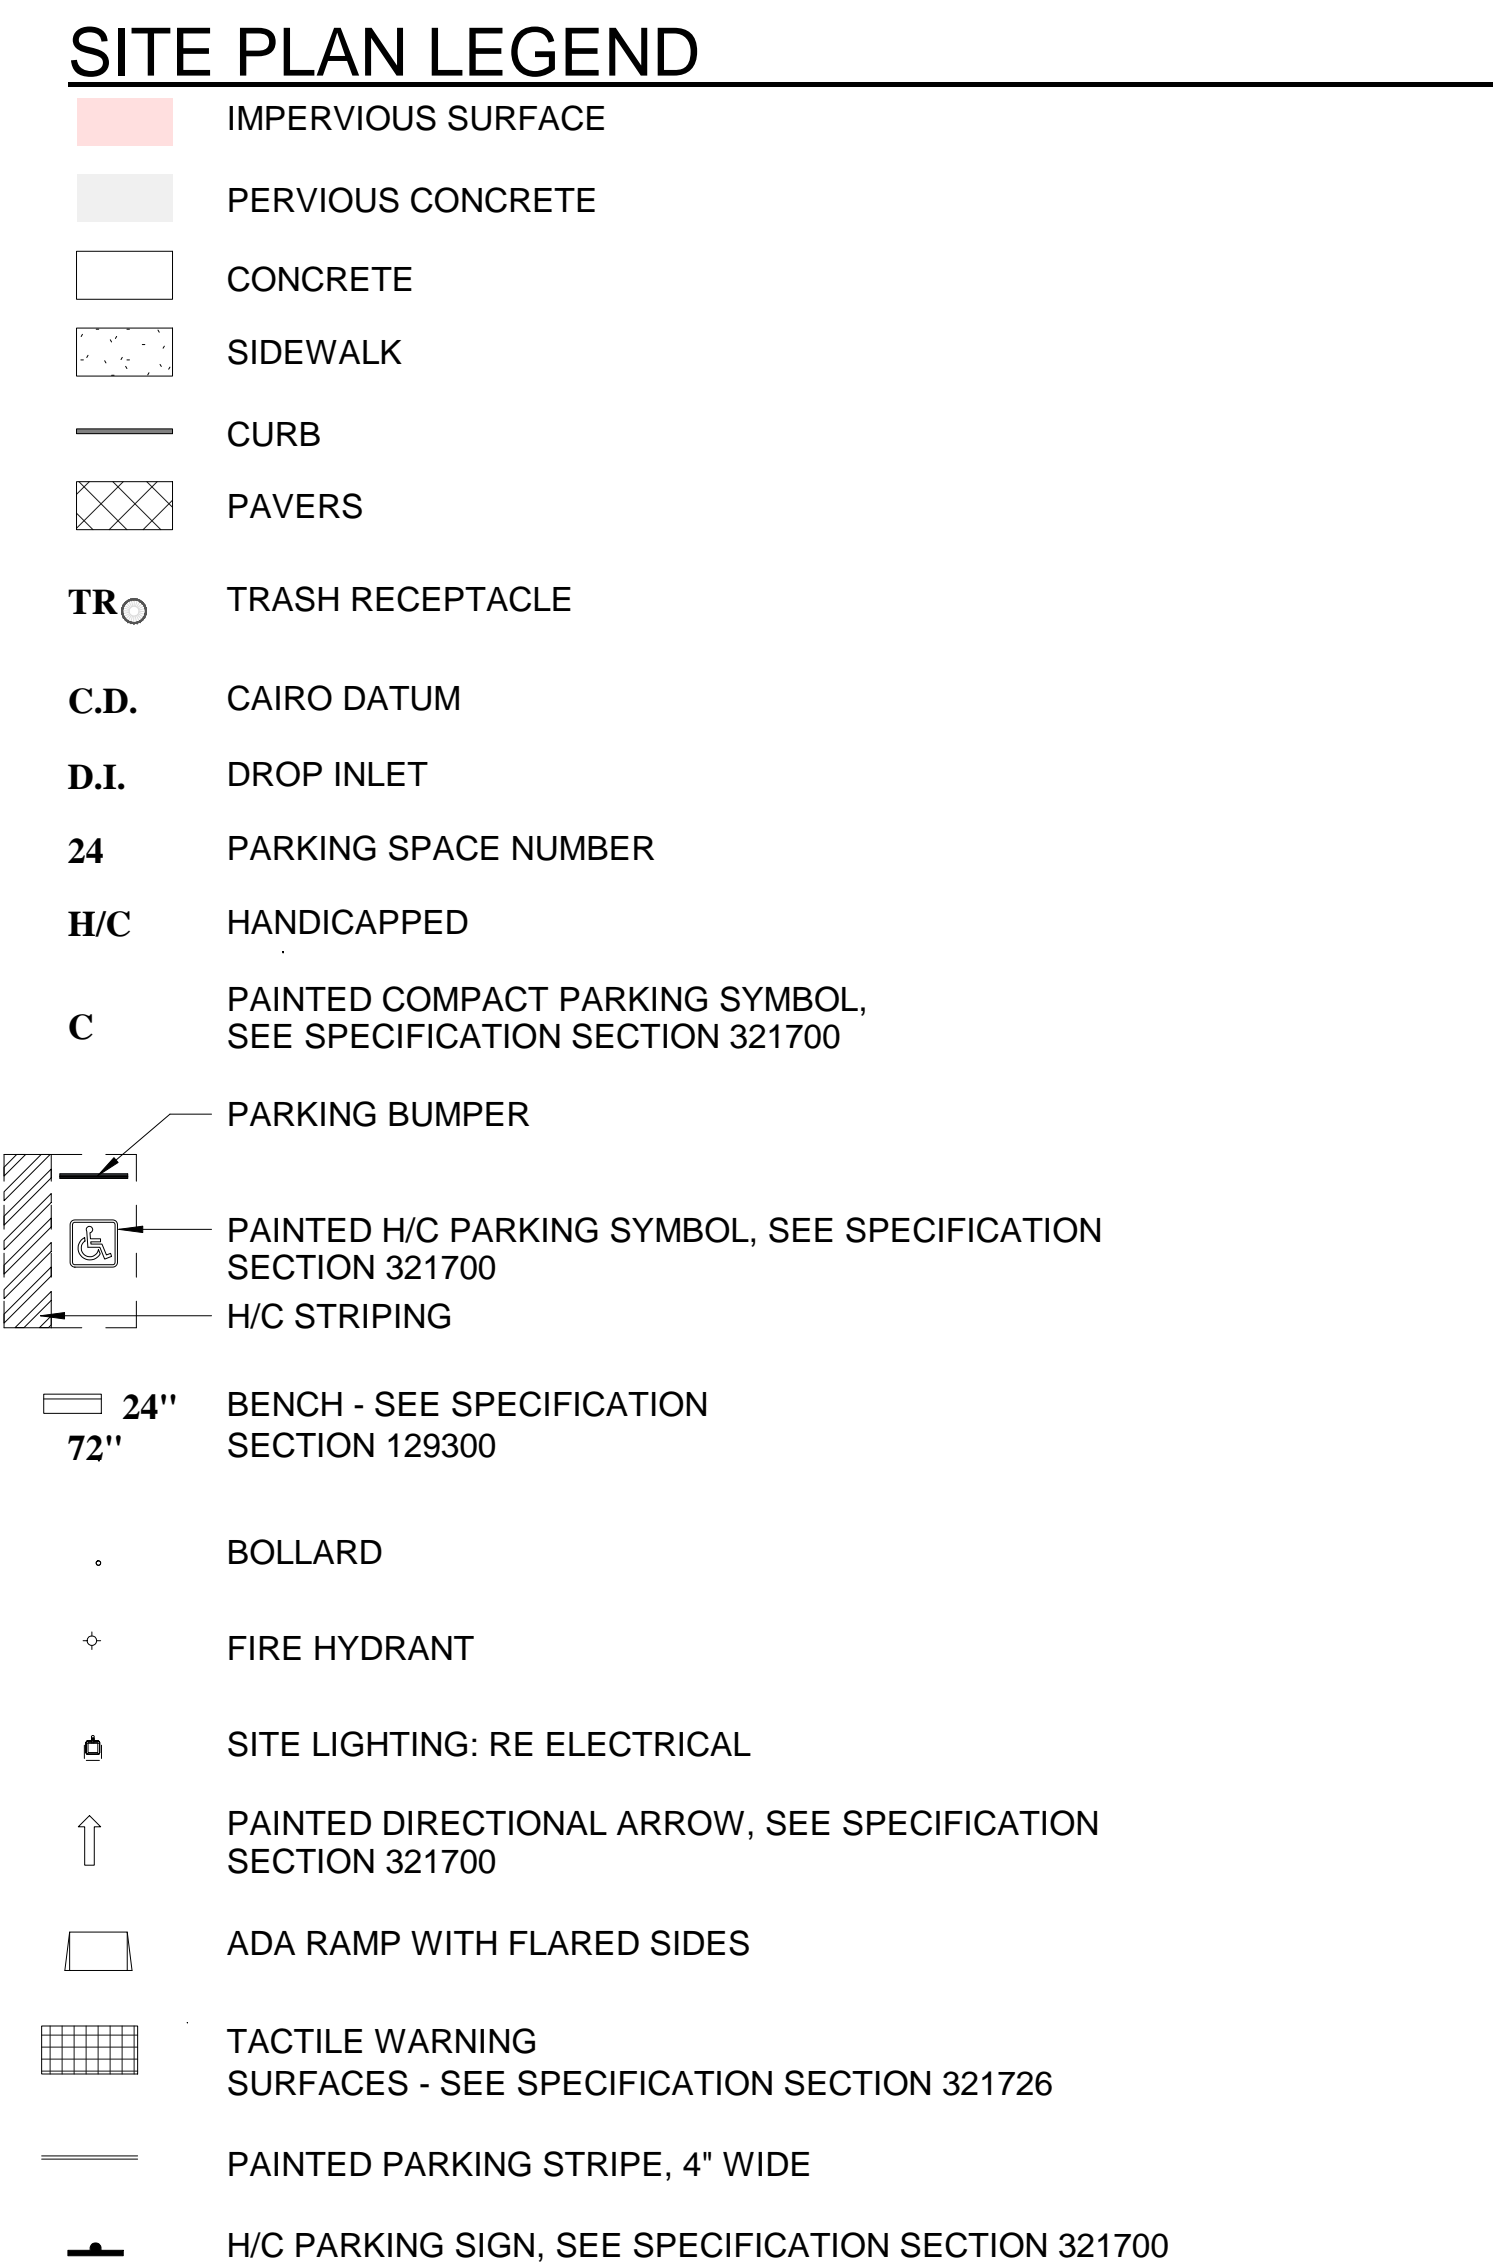 SITE PLAN LEGEND
IMPERVIOUS SURFACE
PERVIOUS CONCRETE
CONCRETE
SIDEWALK
CURB
PAVERS
TR TRASH RECEPTACLE
C.D. CAIRO DATUM
D.I. DROP INLET
24 PARKING SPACE NUMBER
H/C HANDICAPPED
C PAINTED COMPACT PARKING SYMBOL,
SEE SPECIFICATION SECTION 321700
PARKING BUMPER
PAINTED H/C PARKING SYMBOL, SEE SPECIFICATION
SECTION 321700
H/C STRIPING
24" BENCH - SEE SPECIFICATION
72" SECTION 129300
BOLLARD
FIRE HYDRANT
SITE LIGHTING: RE ELECTRICAL
PAINTED DIRECTIONAL ARROW, SEE SPECIFICATION
SECTION 321700
ADA RAMP WITH FLARED SIDES
TACTILE WARNING
SURFACES - SEE SPECIFICATION SECTION 321726
PAINTED PARKING STRIPE, 4" WIDE
H/C PARKING SIGN, SEE SPECIFICATION SECTION 321700